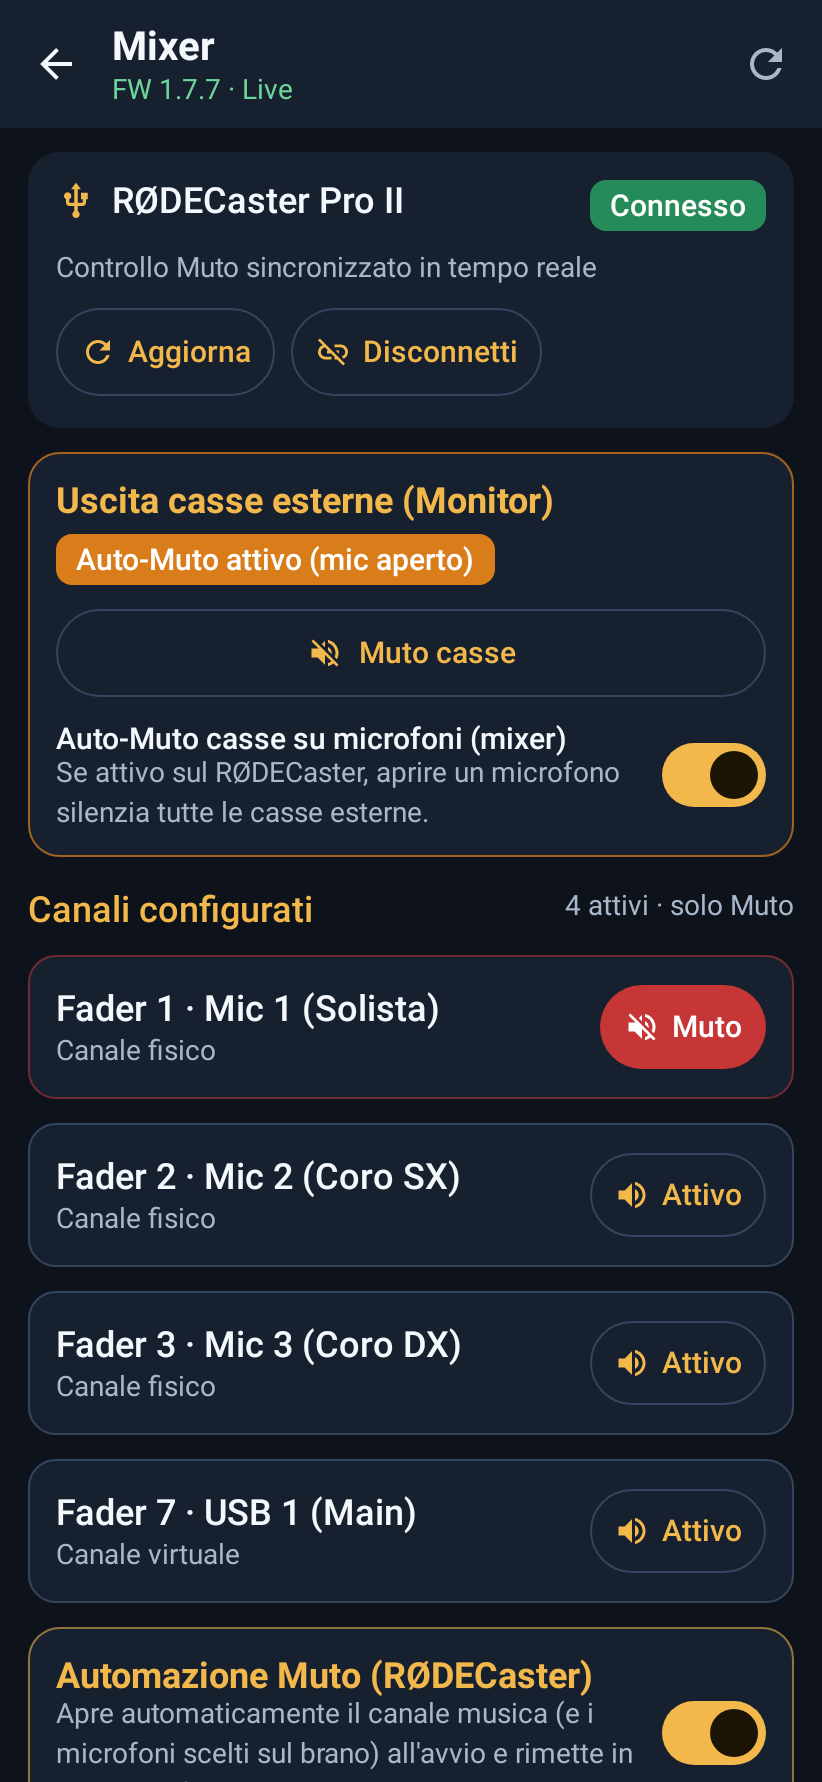 Mixer
FW 1.7.7 · Live
RØDECaster Pro II
Connesso
Controllo Muto sincronizzato in tempo reale
Aggiorna
Disconnetti
Uscita casse esterne (Monitor)
Auto-Muto attivo (mic aperto)
Muto casse
Auto-Muto casse su microfoni (mixer)
Se attivo sul RØDECaster, aprire un microfono
silenzia tutte le casse esterne.
Canali configurati
4 attivi · solo Muto
Fader 1 · Mic 1 (Solista)
Canale fisico
Muto
Fader 2 · Mic 2 (Coro SX)
Canale fisico
Attivo
Fader 3 · Mic 3 (Coro DX)
Canale fisico
Attivo
Fader 7 · USB 1 (Main)
Canale virtuale
Attivo
Automazione Muto (RØDECaster)
Apre automaticamente il canale musica (e i
microfoni scelti sul brano) all'avvio e rimette in